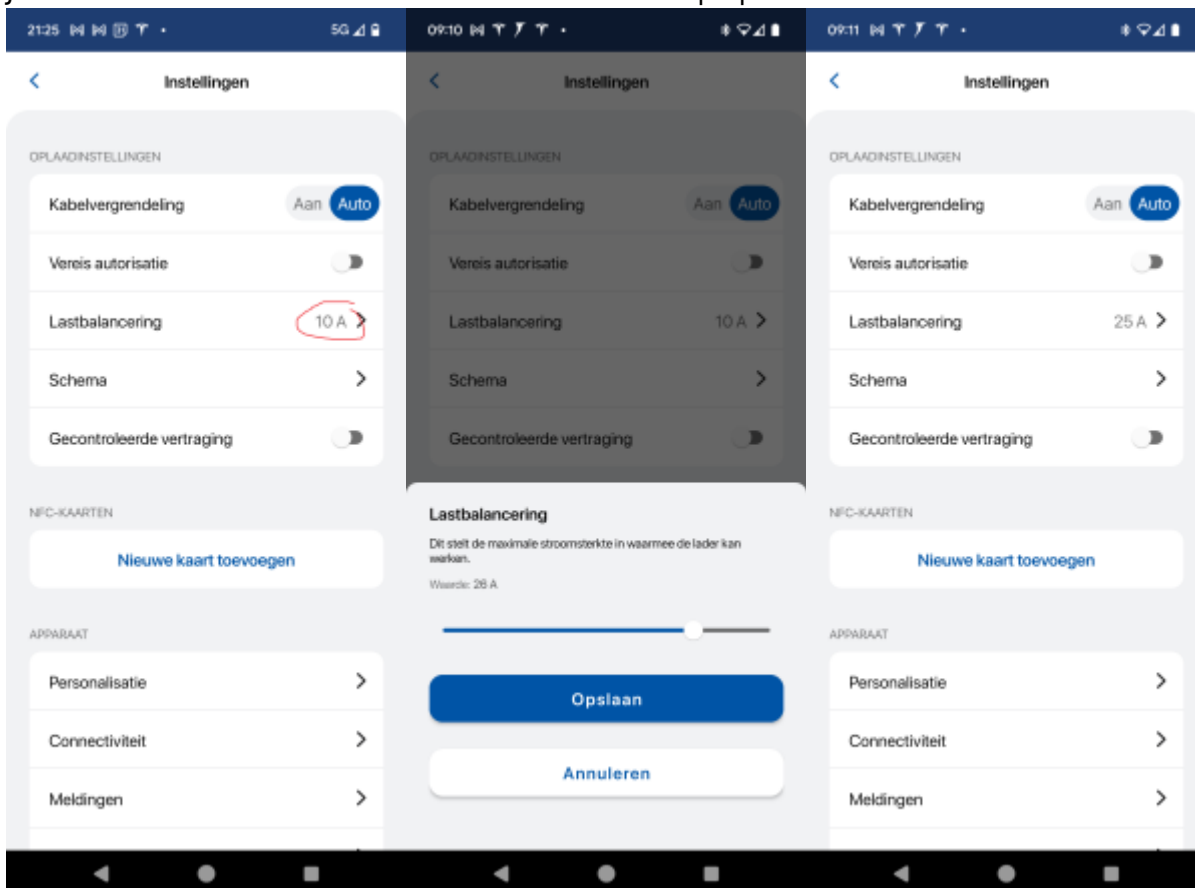 21:25
5G
Instellingen
OPLAADINSTELLINGEN
Kabelvergrendeling
Aan Auto
Vereis autorisatie
Lastbalancering
10 A
Schema
Gecontroleerde vertraging
NFC-KAARTEN
Nieuwe kaart toevoegen
APPARAAT
Personalisatie
Connectiviteit
Meldingen
09:10
Instellingen
OPLAADINSTELLINGEN
Kabelvergrendeling
Aan Auto
Vereis autorisatie
Lastbalancering
10 A
Schema
Gecontroleerde vertraging
Lastbalancering
Dit stelt de maximale stroomsterkte in waarmee de lader kan
werken.
Waarde: 26 A
Opslaan
Annuleren
09:11
Instellingen
OPLAADINSTELLINGEN
Kabelvergrendeling
Aan Auto
Vereis autorisatie
Lastbalancering
25 A
Schema
Gecontroleerde vertraging
NFC-KAARTEN
Nieuwe kaart toevoegen
APPARAAT
Personalisatie
Connectiviteit
Meldingen